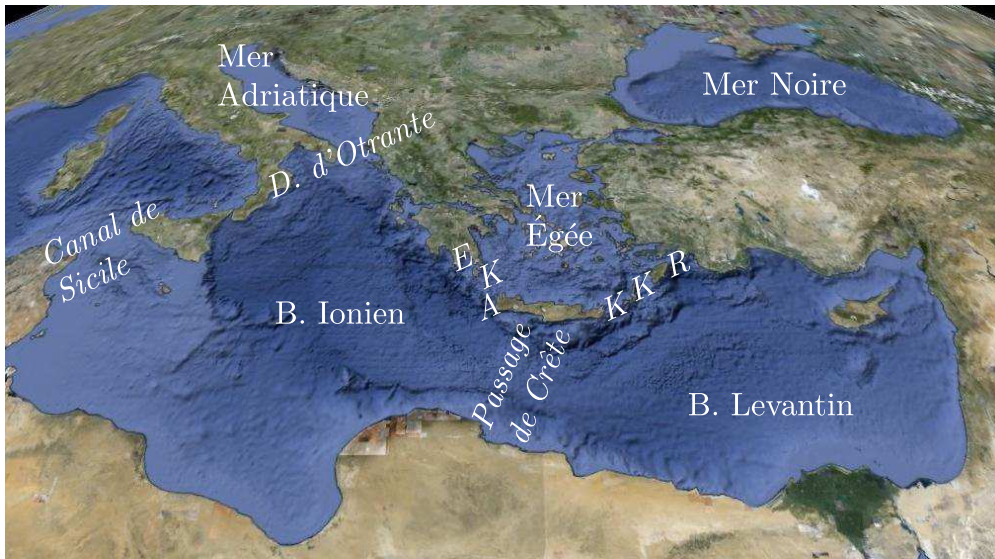 Mer
Adriatique
Mer Noire
D. d'Otrante
Mer
Égée
Canal de
Sicile
E
K
A
K
K
R
B. Ionien
Passage
de Crête
B. Levantin